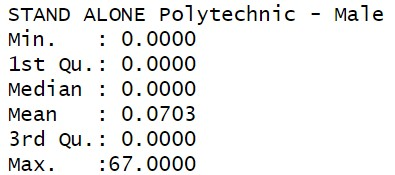 STAND ALONE Polytechnic - Male
Min.   : 0.0000
1st Qu.: 0.0000
Median : 0.0000
Mean   : 0.0703
3rd Qu.: 0.0000
Max.   :67.0000